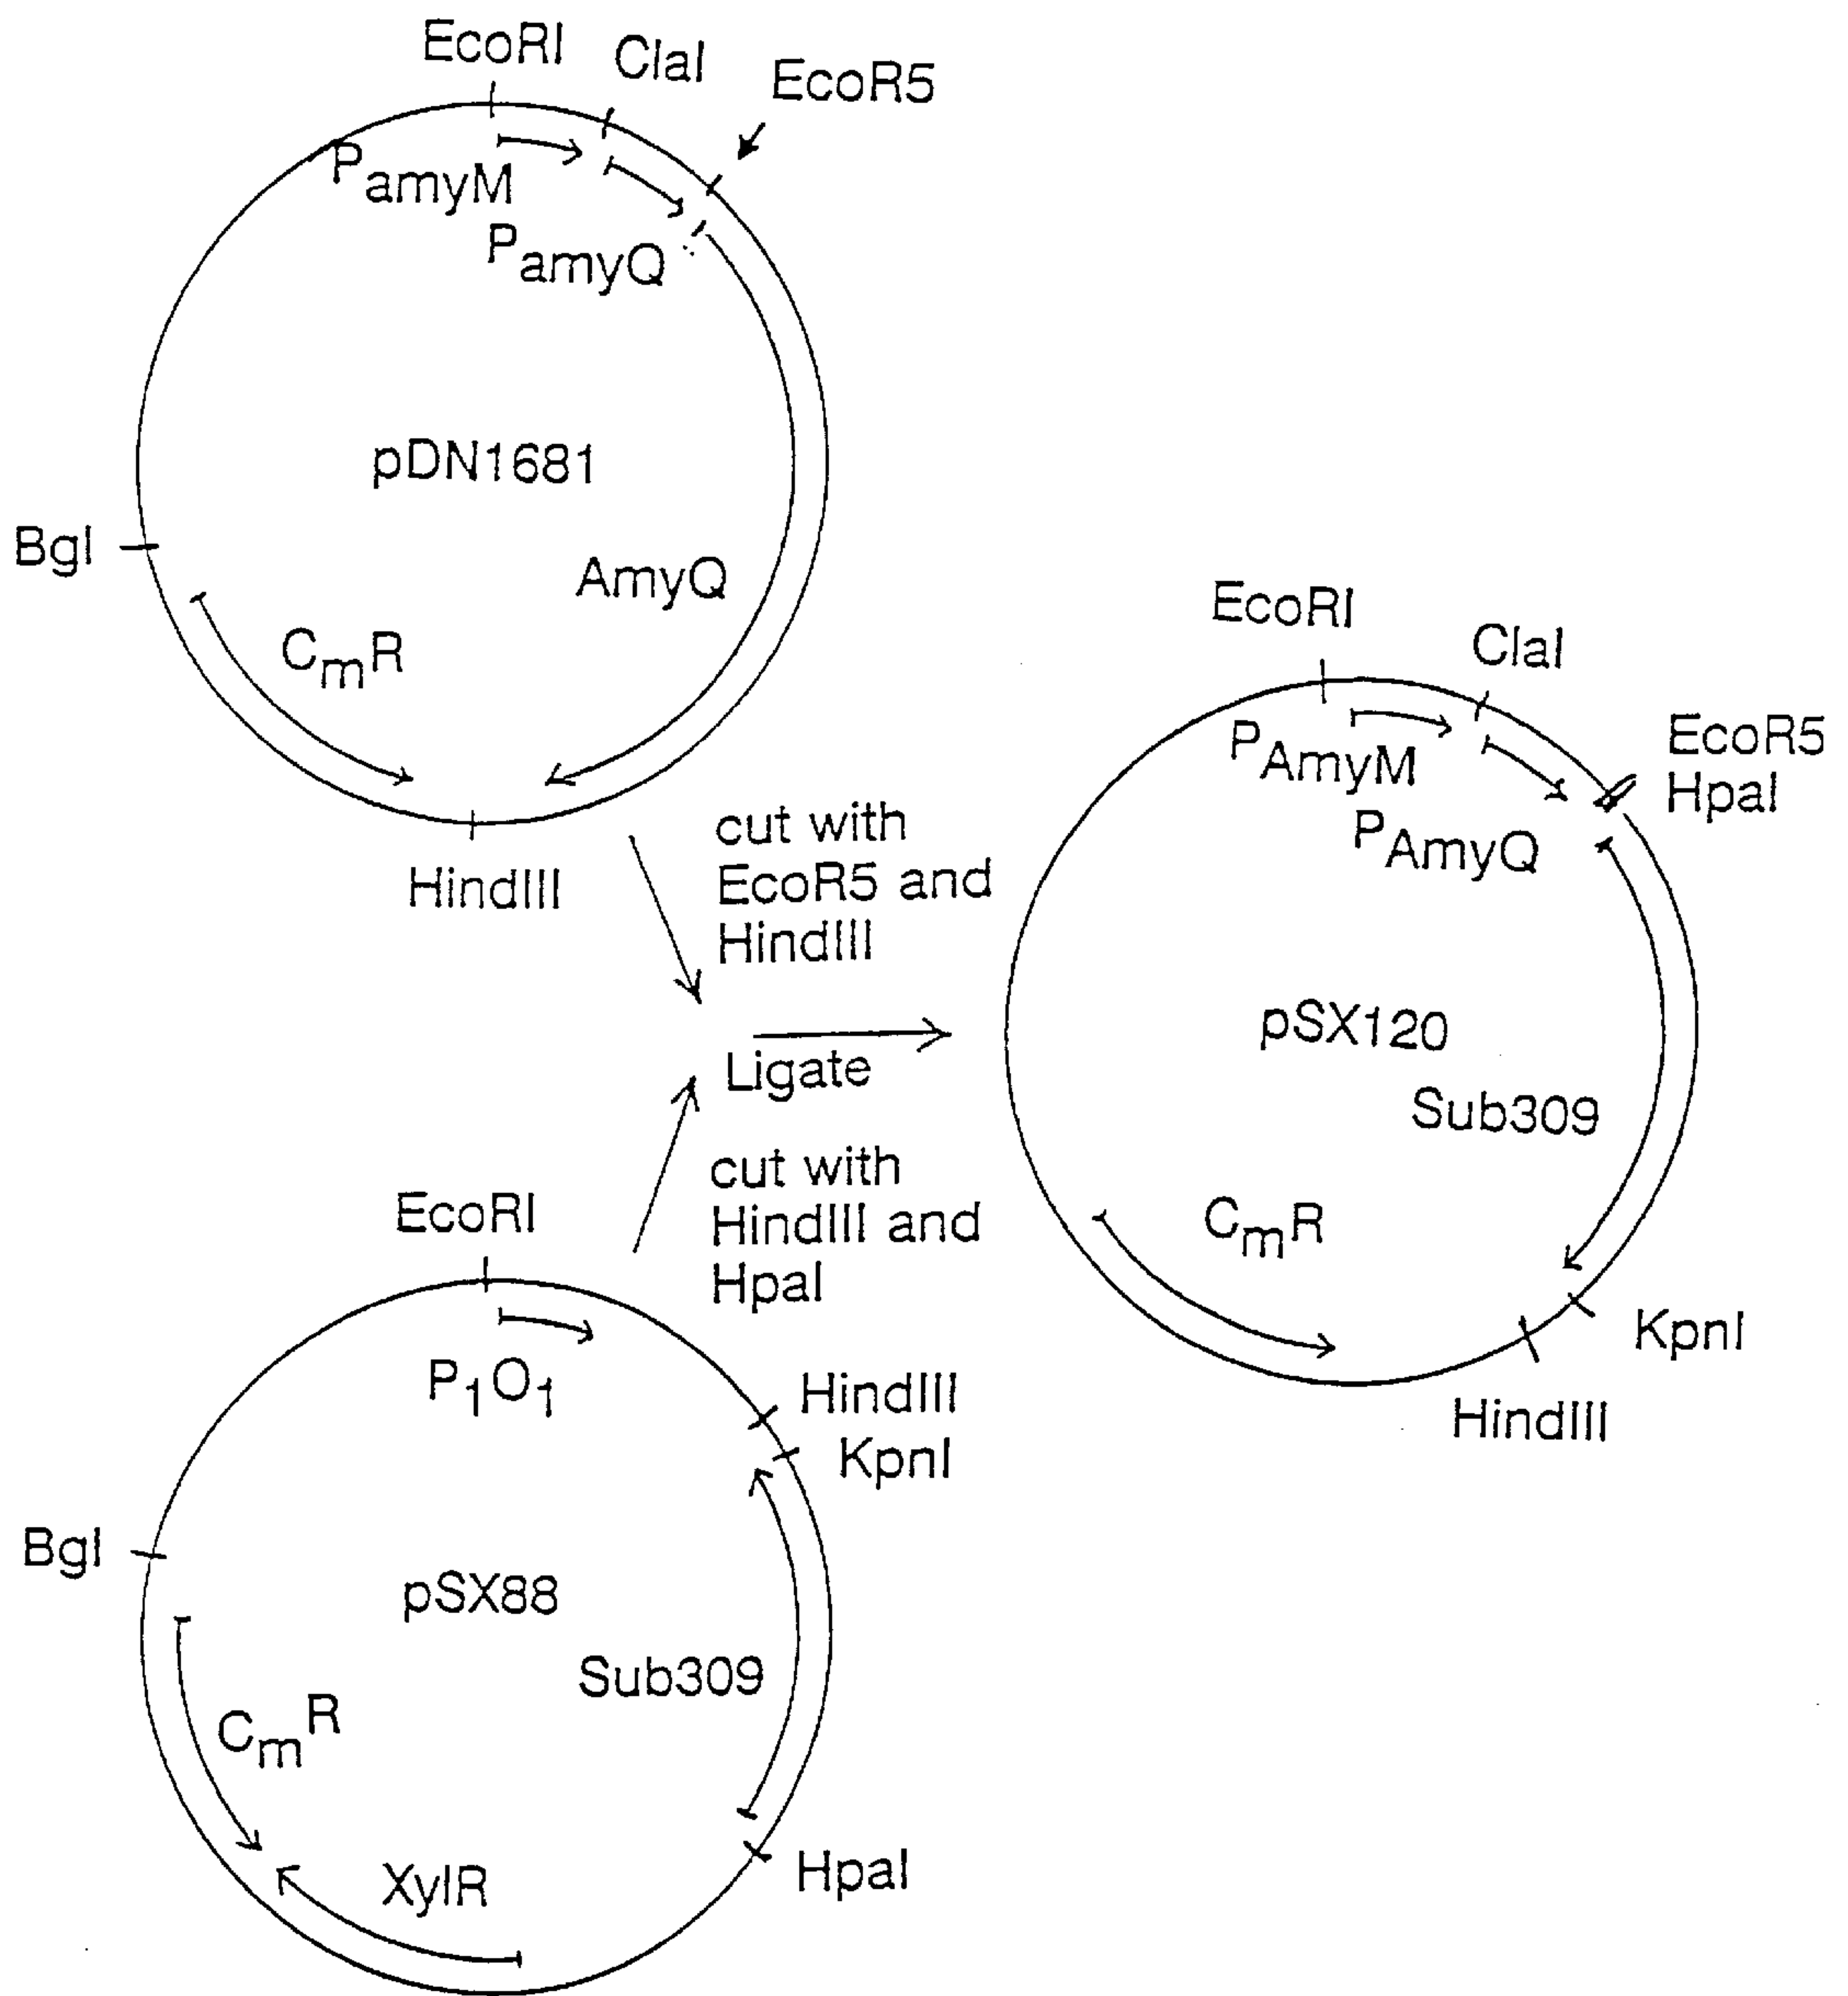 EcoRI
ClaI
EcoR5
PamyM
PamyQ
pDN1681
BglI
AmyQ
CmR
HindIII
cut with
EcoR5 and
HindIII
Ligate
cut with
HindIII and
HpaI
EcoRI
P1O1
HindIII
KpnI
BglI
pSX88
Sub309
CmR
XylR
HpaI
EcoRI
ClaI
EcoR5
HpaI
PAmyM
PAmyQ
pSX120
Sub309
CmR
KpnI
HindIII